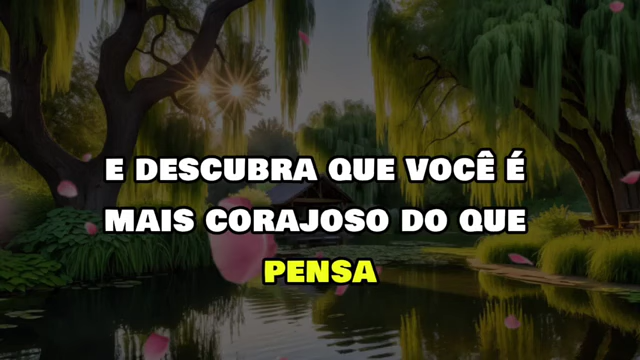 E DESCUBRA QUE VOCÊ É
MAIS CORAJOSO DO QUE
PENSA